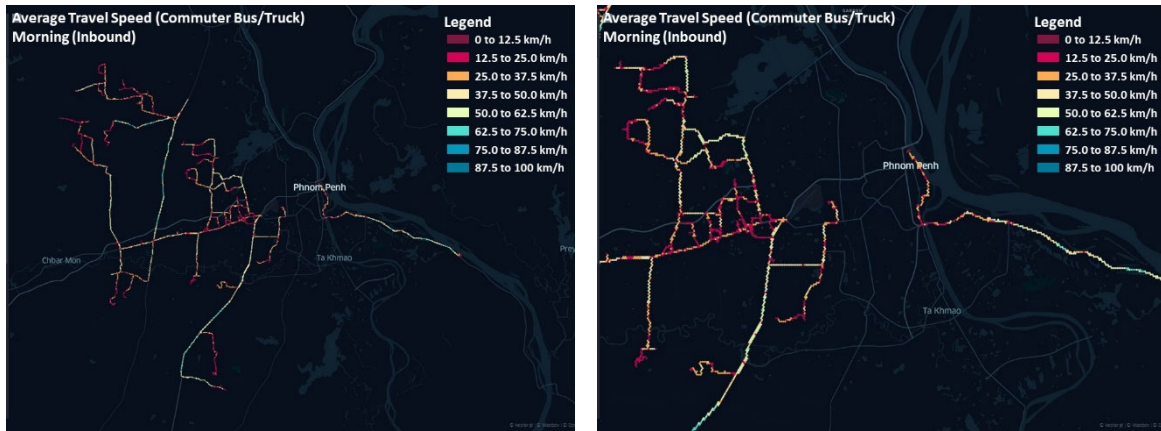 Average Travel Speed (Commuter Bus/Truck)
Morning (Inbound)
Legend
0 to 12.5 km/h
12.5 to 25.0 km/h
25.0 to 37.5 km/h
37.5 to 50.0 km/h
50.0 to 62.5 km/h
62.5 to 75.0 km/h
75.0 to 87.5 km/h
87.5 to 100 km/h
Phnom Penh
Chbar Mon
Ta Khmao
Prey
Average Travel Speed (Commuter Bus/Truck)
Morning (Inbound)
Legend
0 to 12.5 km/h
12.5 to 25.0 km/h
25.0 to 37.5 km/h
37.5 to 50.0 km/h
50.0 to 62.5 km/h
62.5 to 75.0 km/h
75.0 to 87.5 km/h
87.5 to 100 km/h
Phnom Penh
Ta Khmao